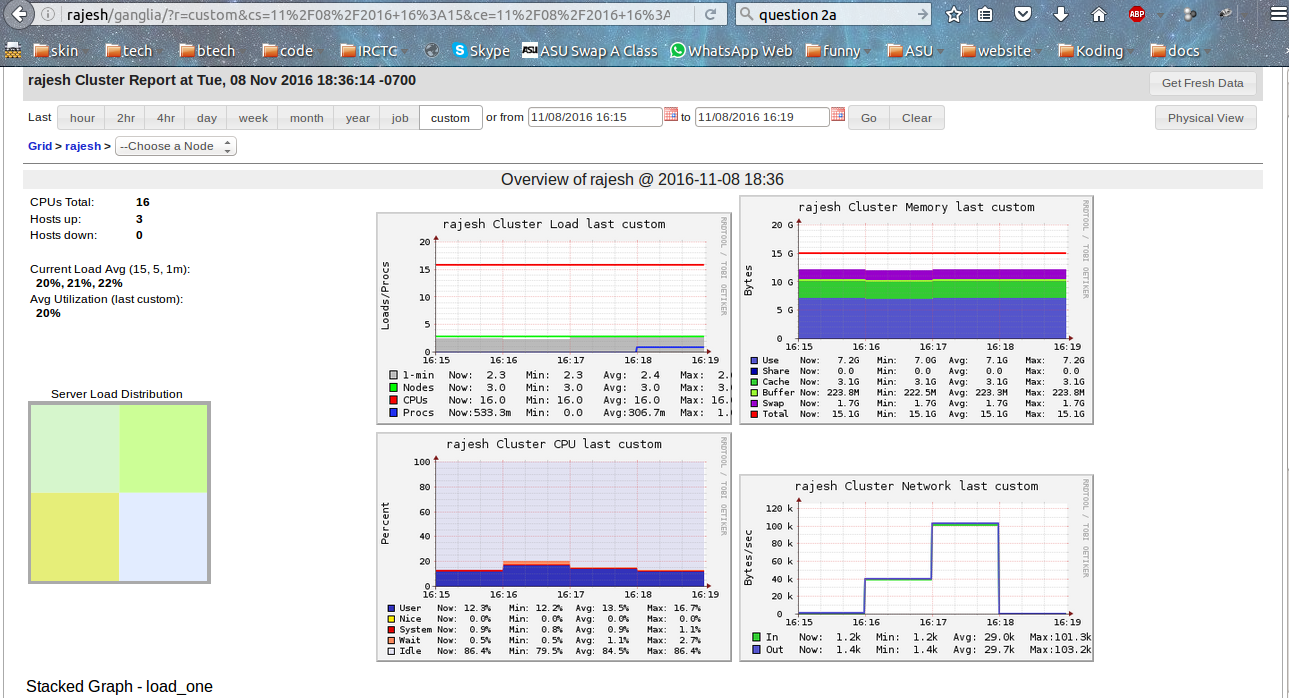 rajesh/ganglia/?r=custom&cs=11%2F08%2F2016+16%3A15&ce=11%2F08%2F2016+16%3A
question 2a
ABP
skin tech btech code IRCTC Skype ASU Swap A Class WhatsApp Web funny ASU website Koding docs
rajesh Cluster Report at Tue, 08 Nov 2016 18:36:14 -0700
Get Fresh Data
Last hour 2hr 4hr day week month year job custom or from 11/08/2016 16:15 to 11/08/2016 16:19 Go Clear
Physical View
Grid > rajesh > --Choose a Node
Overview of rajesh @ 2016-11-08 18:36
CPUs Total: 16
Hosts up: 3
Hosts down: 0
Current Load Avg (15, 5, 1m):
20%, 21%, 22%
Avg Utilization (last custom):
20%
Server Load Distribution
rajesh Cluster Load last custom
RRDTOOL / TOBI OETIKER
Loads/Procs
20
15
10
5
0
16:15 16:16 16:17 16:18 16:19
1-min Now: 2.3 Min: 2.3 Avg: 2.4 Max: 2.
Nodes Now: 3.0 Min: 3.0 Avg: 3.0 Max: 3.
CPUs Now: 16.0 Min: 16.0 Avg: 16.0 Max: 16.
Procs Now:533.3m Min: 0.0 Avg:306.7m Max: 1.
rajesh Cluster Memory last custom
RRDTOOL / TOBI OETIKER
Bytes
20 G
15 G
10 G
5 G
0
16:15 16:16 16:17 16:18 16:19
Use Now: 7.2G Min: 7.0G Avg: 7.1G Max: 7.2G
Share Now: 0.0 Min: 0.0 Avg: 0.0 Max: 0.0
Cache Now: 3.1G Min: 3.1G Avg: 3.1G Max: 3.1G
Buffer Now: 223.8M Min: 222.5M Avg: 223.3M Max: 223.8M
Swap Now: 1.7G Min: 1.7G Avg: 1.7G Max: 1.7G
Total Now: 15.1G Min: 15.1G Avg: 15.1G Max: 15.1G
rajesh Cluster CPU last custom
RRDTOOL / TOBI OETIKER
Percent
100
80
60
40
20
0
16:15 16:16 16:17 16:18 16:19
User Now: 12.3% Min: 12.2% Avg: 13.5% Max: 16.7%
Nice Now: 0.0% Min: 0.0% Avg: 0.0% Max: 0.0%
System Now: 0.9% Min: 0.8% Avg: 0.9% Max: 1.1%
Wait Now: 0.5% Min: 0.5% Avg: 1.1% Max: 2.7%
Idle Now: 86.4% Min: 79.5% Avg: 84.5% Max: 86.4%
rajesh Cluster Network last custom
RRDTOOL / TOBI OETIKER
Bytes/sec
120 k
100 k
80 k
60 k
40 k
20 k
0
16:15 16:16 16:17 16:18 16:19
In Now: 1.2k Min: 1.2k Avg: 29.0k Max:101.3k
Out Now: 1.4k Min: 1.4k Avg: 29.7k Max:103.2k
Stacked Graph - load_one